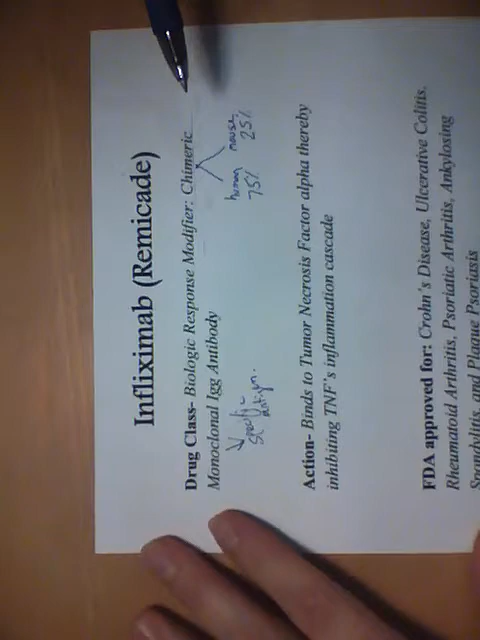 Infliximab (Remicade)
Drug Class- Biologic Response Modifier: Chimeric
Monoclonal Igg Antibody
human mouse
75% 25%
specific
antigen.
Action- Binds to Tumor Necrosis Factor alpha thereby
inhibiting TNF's inflammation cascade
FDA approved for: Crohn's Disease, Ulcerative Colitis,
Rheumatoid Arthritis, Psoriatic Arthritis, Ankylosing
Spondylitis, and Plaque Psoriasis